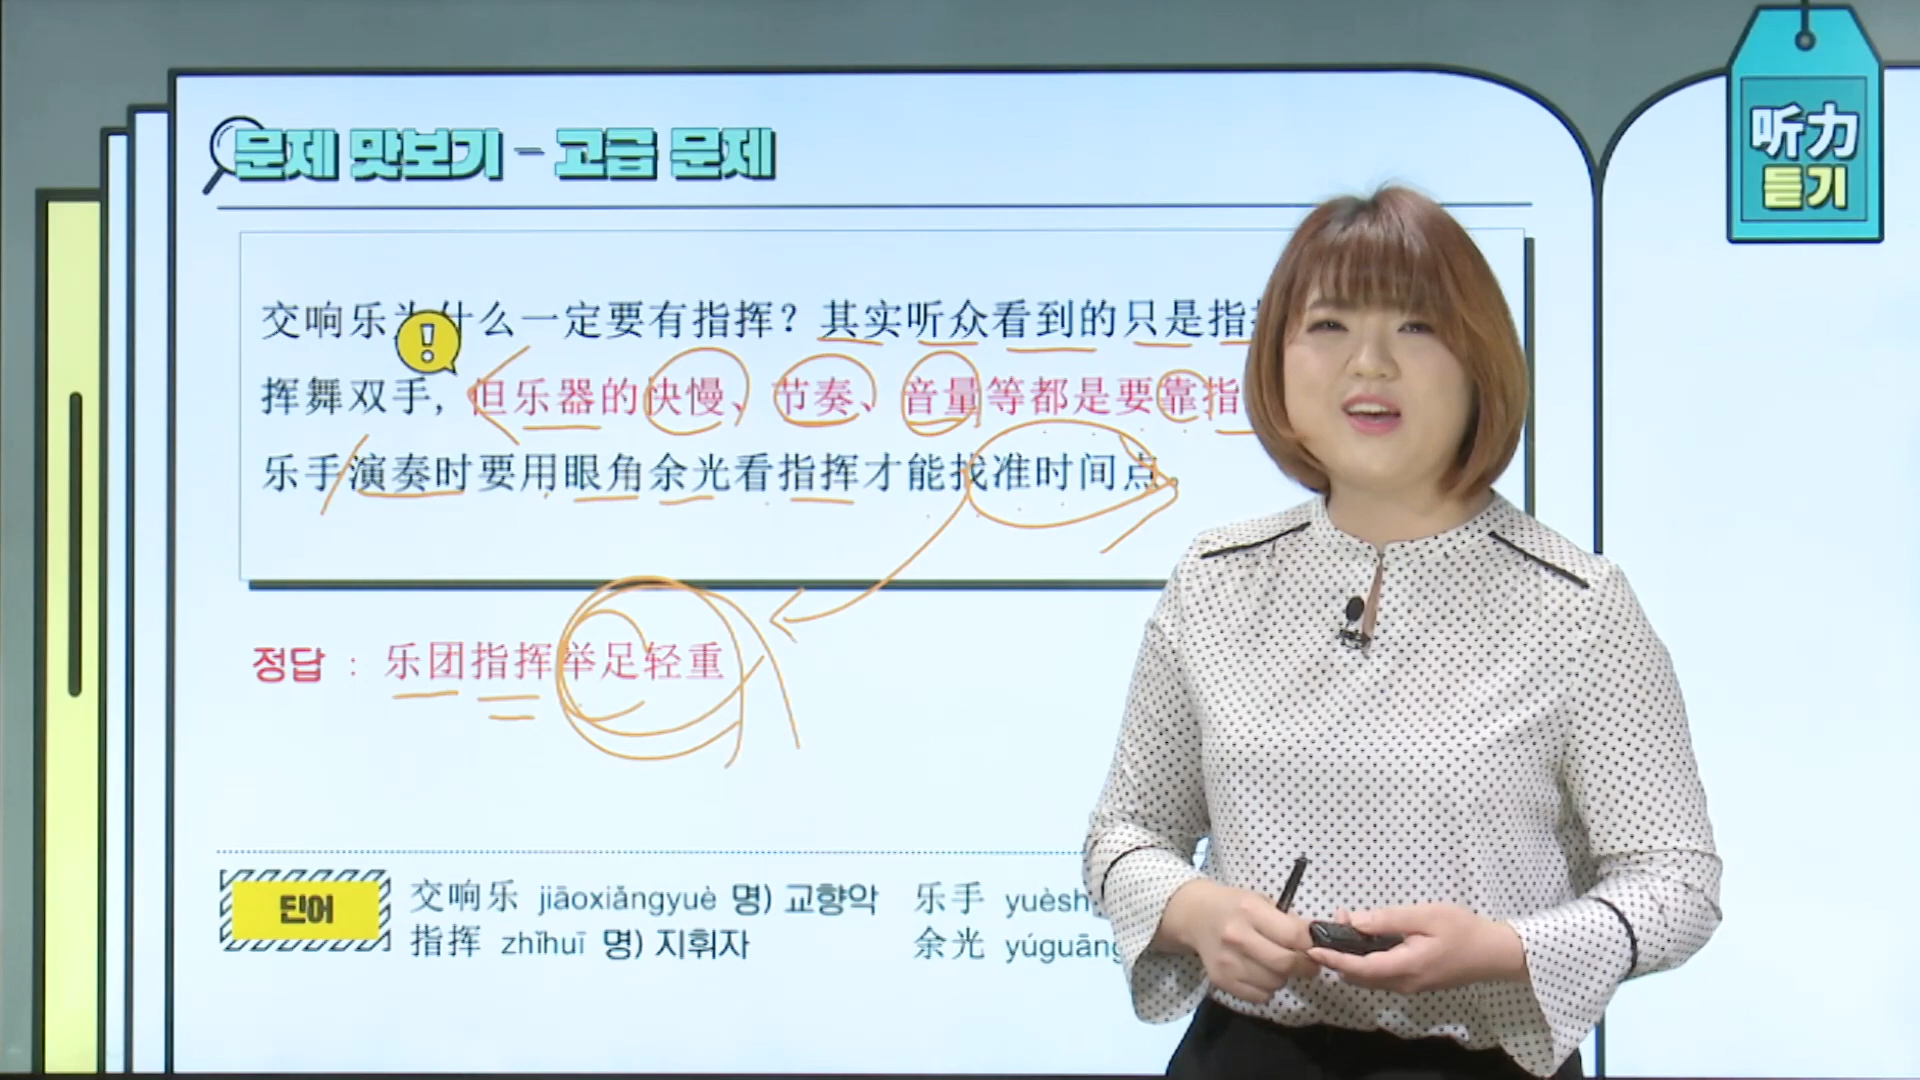 문제 맛보기 - 고급 문제
听力
듣기
交响乐为什么一定要有指挥？其实听众看到的只是指
挥舞双手，但乐器的快慢、节奏、音量等都是要靠指
乐手演奏时要用眼角余光看指挥才能找准时间点。
정답 : 乐团指挥举足轻重
단어
交响乐 jiāoxiǎngyuè 명) 교향악 乐手
指挥 zhǐhuī 명) 지휘자 余光 yúguāng